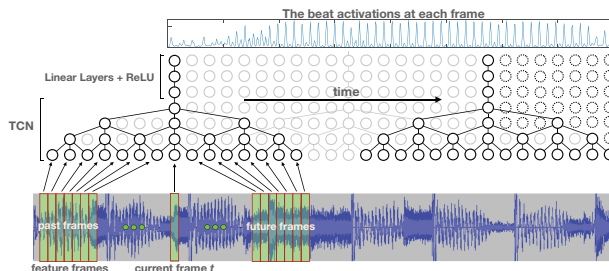 The beat activations at each frame
Linear Layers + ReLU
time
TCN
past frames
future frames
feature frames
current frame t